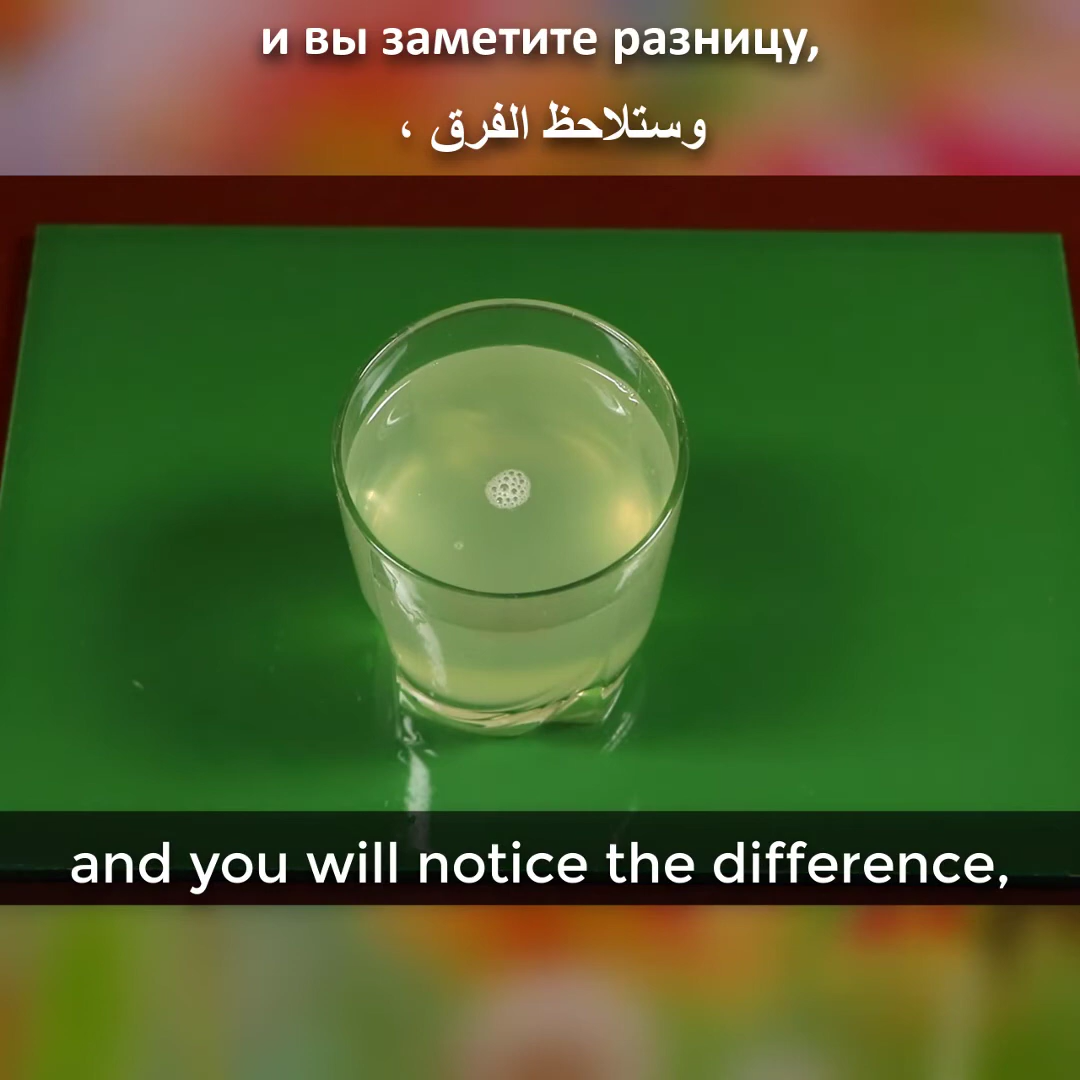 и вы заметите разницу,
وستلاحظ الفرق ،
and you will notice the difference,